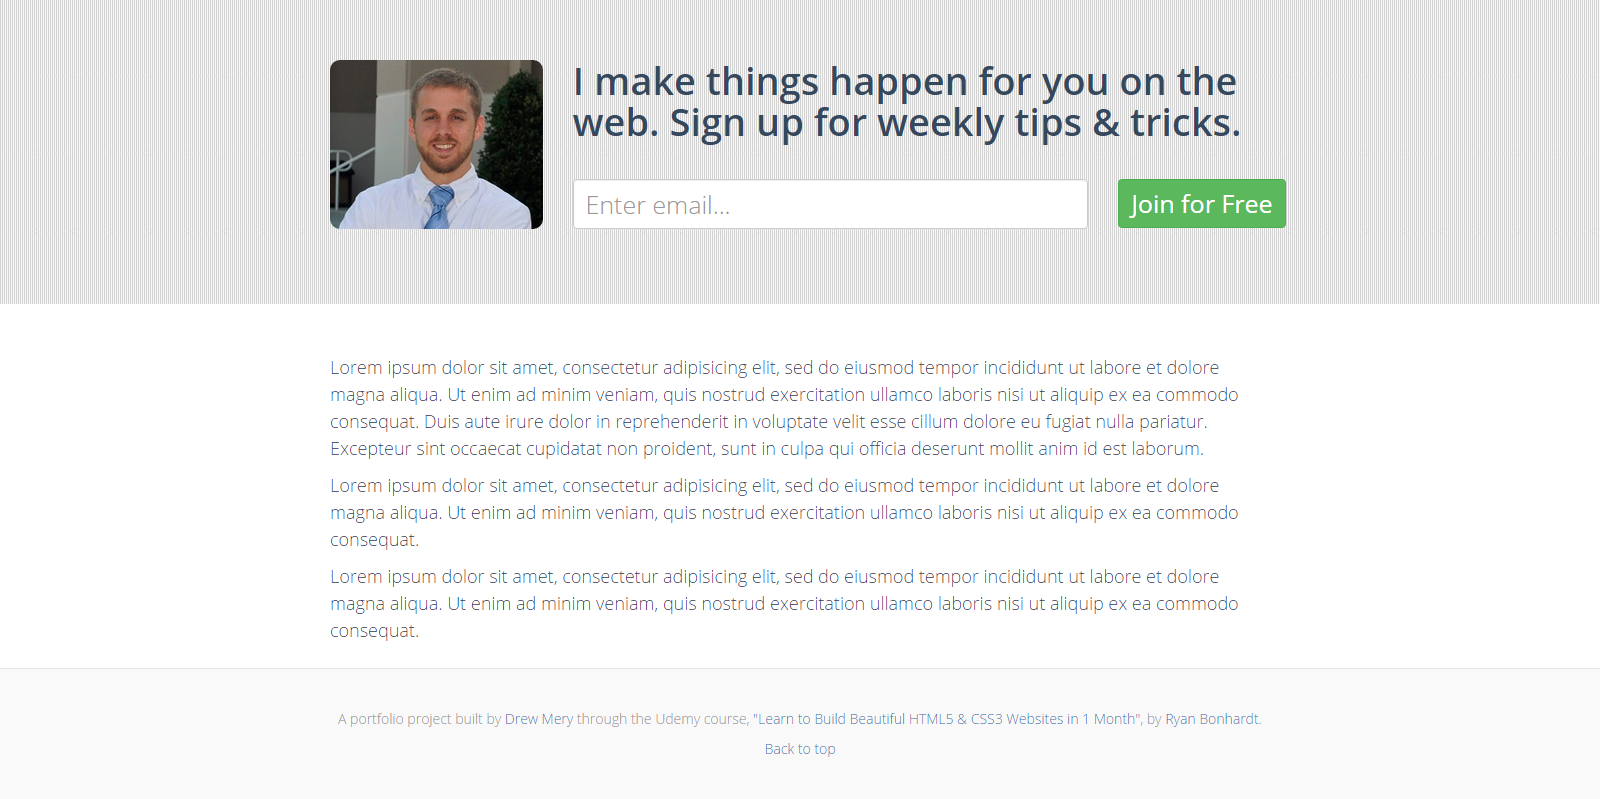 I make things happen for you on the
web. Sign up for weekly tips & tricks.
Enter email...
Join for Free
Lorem ipsum dolor sit amet, consectetur adipisicing elit, sed do eiusmod tempor incididunt ut labore et dolore
magna aliqua. Ut enim ad minim veniam, quis nostrud exercitation ullamco laboris nisi ut aliquip ex ea commodo
consequat. Duis aute irure dolor in reprehenderit in voluptate velit esse cillum dolore eu fugiat nulla pariatur.
Excepteur sint occaecat cupidatat non proident, sunt in culpa qui officia deserunt mollit anim id est laborum.
Lorem ipsum dolor sit amet, consectetur adipisicing elit, sed do eiusmod tempor incididunt ut labore et dolore
magna aliqua. Ut enim ad minim veniam, quis nostrud exercitation ullamco laboris nisi ut aliquip ex ea commodo
consequat.
Lorem ipsum dolor sit amet, consectetur adipisicing elit, sed do eiusmod tempor incididunt ut labore et dolore
magna aliqua. Ut enim ad minim veniam, quis nostrud exercitation ullamco laboris nisi ut aliquip ex ea commodo
consequat.
A portfolio project built by Drew Mery through the Udemy course, "Learn to Build Beautiful HTML5 & CSS3 Websites in 1 Month", by Ryan Bonhardt.
Back to top